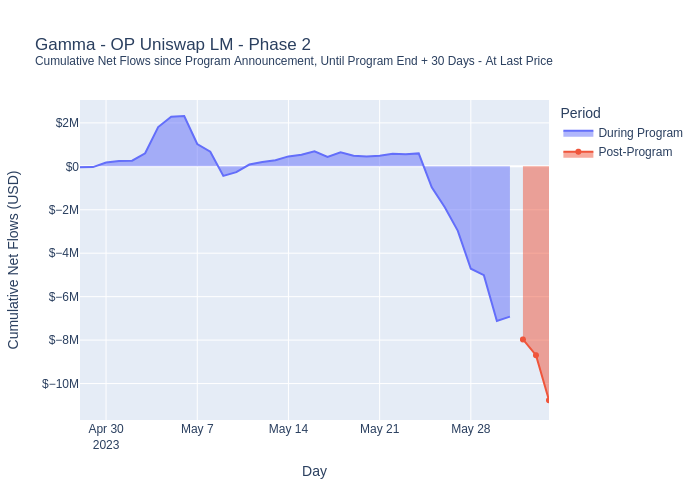 Gamma - OP Uniswap LM - Phase 2
Cumulative Net Flows since Program Announcement, Until Program End + 30 Days - At Last Price
Period
During Program
Post-Program
Cumulative Net Flows (USD)
$2M
$0
$−2M
$−4M
$−6M
$−8M
$−10M
Apr 30
2023
May 7
May 14
May 21
May 28
Day